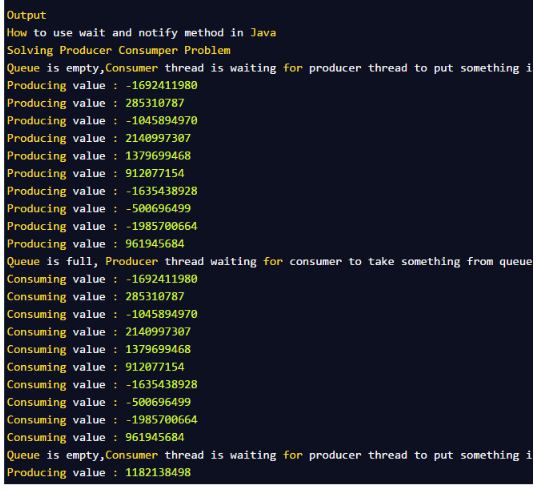 Output
How to use wait and notify method in Java
Solving Producer Consumper Problem
Queue is empty,Consumer thread is waiting for producer thread to put something i
Producing value : -1692411980
Producing value : 285310787
Producing value : -1045894970
Producing value : 2140997307
Producing value : 1379699468
Producing value : 912077154
Producing value : -1635438928
Producing value : -500696499
Producing value : -1985700664
Producing value : 961945684
Queue is full, Producer thread waiting for consumer to take something from queue
Consuming value : -1692411980
Consuming value : 285310787
Consuming value : -1045894970
Consuming value : 2140997307
Consuming value : 1379699468
Consuming value : 912077154
Consuming value : -1635438928
Consuming value : -500696499
Consuming value : -1985700664
Consuming value : 961945684
Queue is empty,Consumer thread is waiting for producer thread to put something i
Producing value : 1182138498